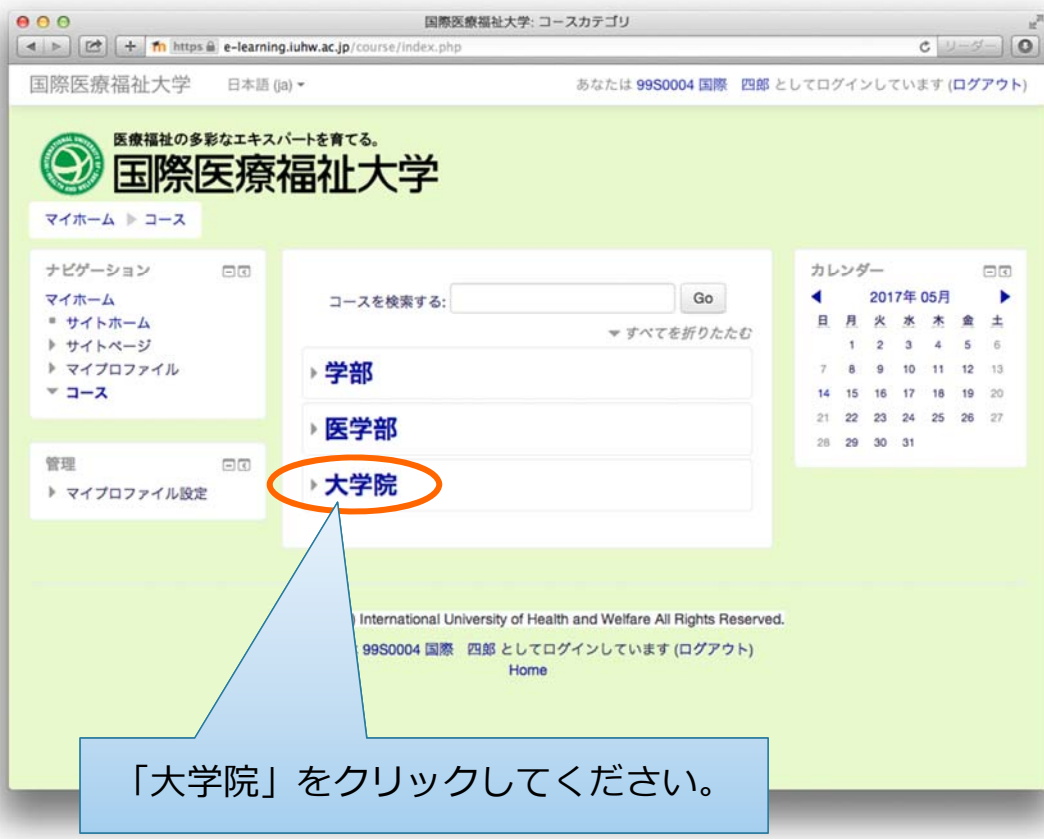 国際医療福祉大学: コースカテゴリ
https e-learning.iuhw.ac.jp/course/index.php
リーダー
国際医療福祉大学 日本語 (ja) あなたは 99S0004 国際 四郎 としてログインしています (ログアウト)
医療福祉の多彩なエキスパートを育てる。
国際医療福祉大学
マイホーム ▶ コース
ナビゲーション
マイホーム
サイトホーム
サイトページ
マイプロファイル
コース
管理
マイプロファイル設定
コースを検索する: Go
すべてを折りたたむ
学部
医学部
大学院
カレンダー
◀ 2017年 05月 ▶
日 月 火 水 木 金 土
1 2 3 4 5 6
7 8 9 10 11 12 13
14 15 16 17 18 19 20
21 22 23 24 25 26 27
28 29 30 31
) International University of Health and Welfare All Rights Reserved.
99S0004 国際 四郎 としてログインしています (ログアウト)
Home
「大学院」をクリックしてください。